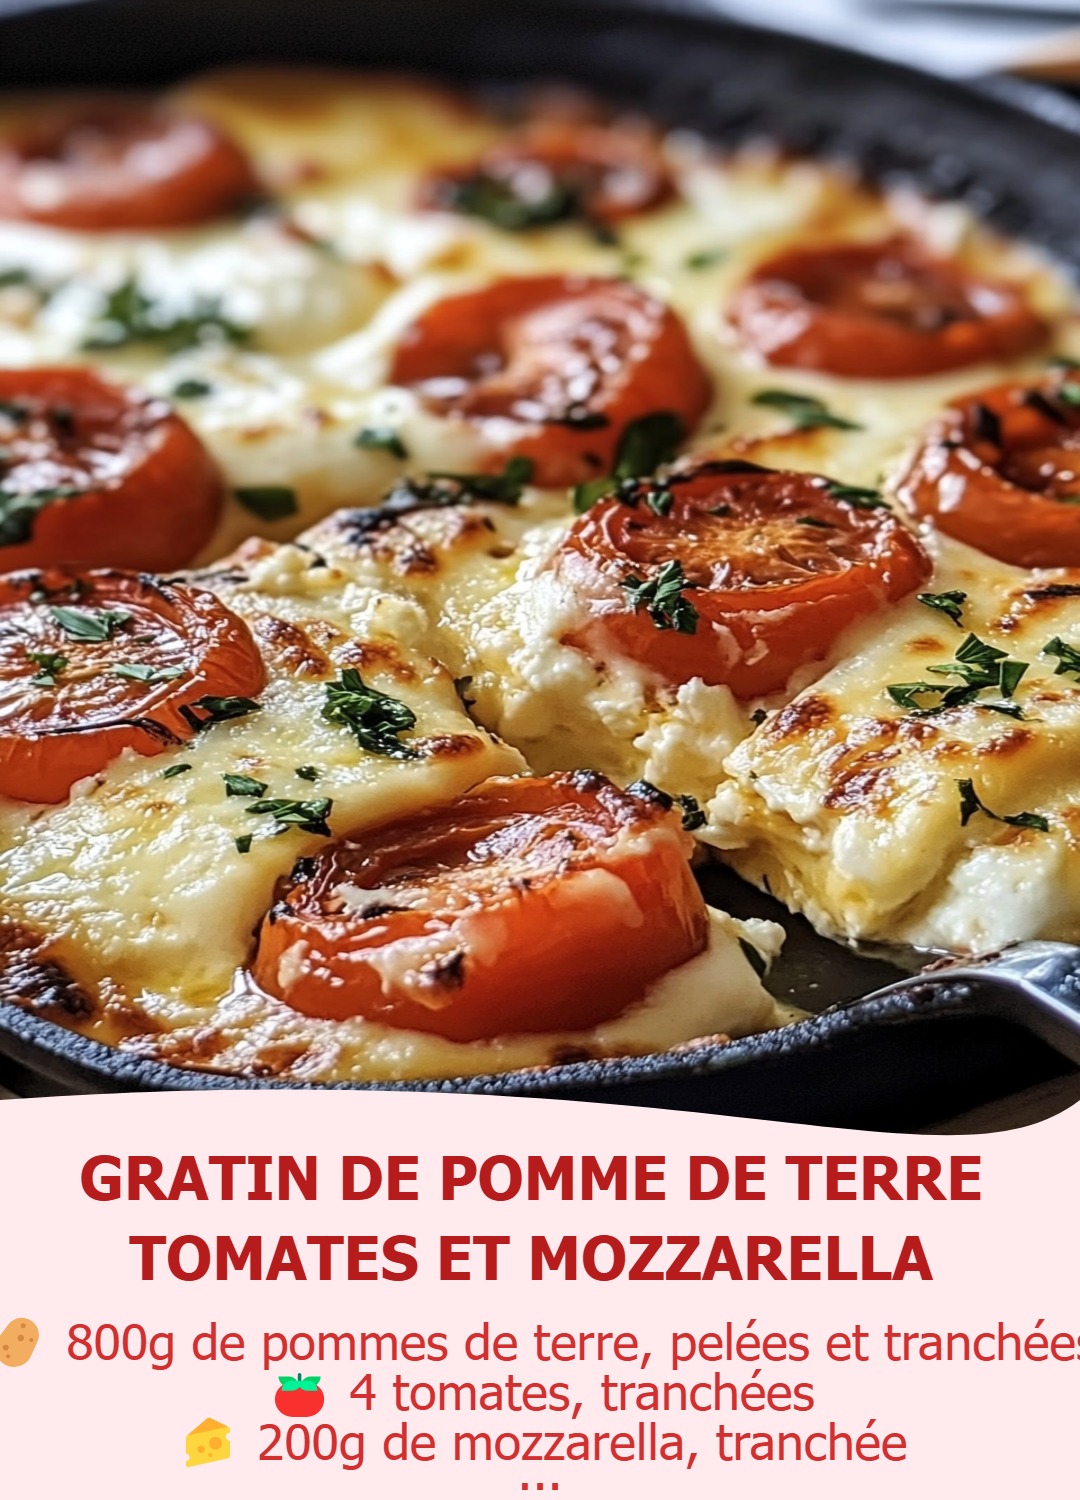 GRATIN DE POMME DE TERRE
TOMATES ET MOZZARELLA
🥔 800g de pommes de terre, pelées et tranchées
🍅 4 tomates, tranchées
🧀 200g de mozzarella, tranchée
...